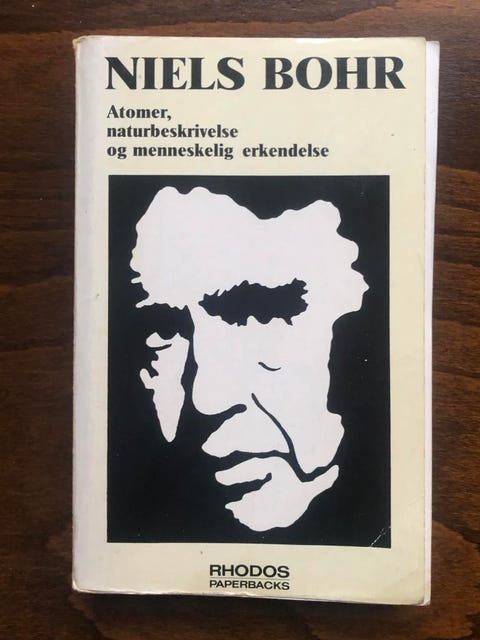 NIELS BOHR
Atomer,
naturbeskrivelse
og menneskelig erkendelse
RHODOS
PAPERBACKS